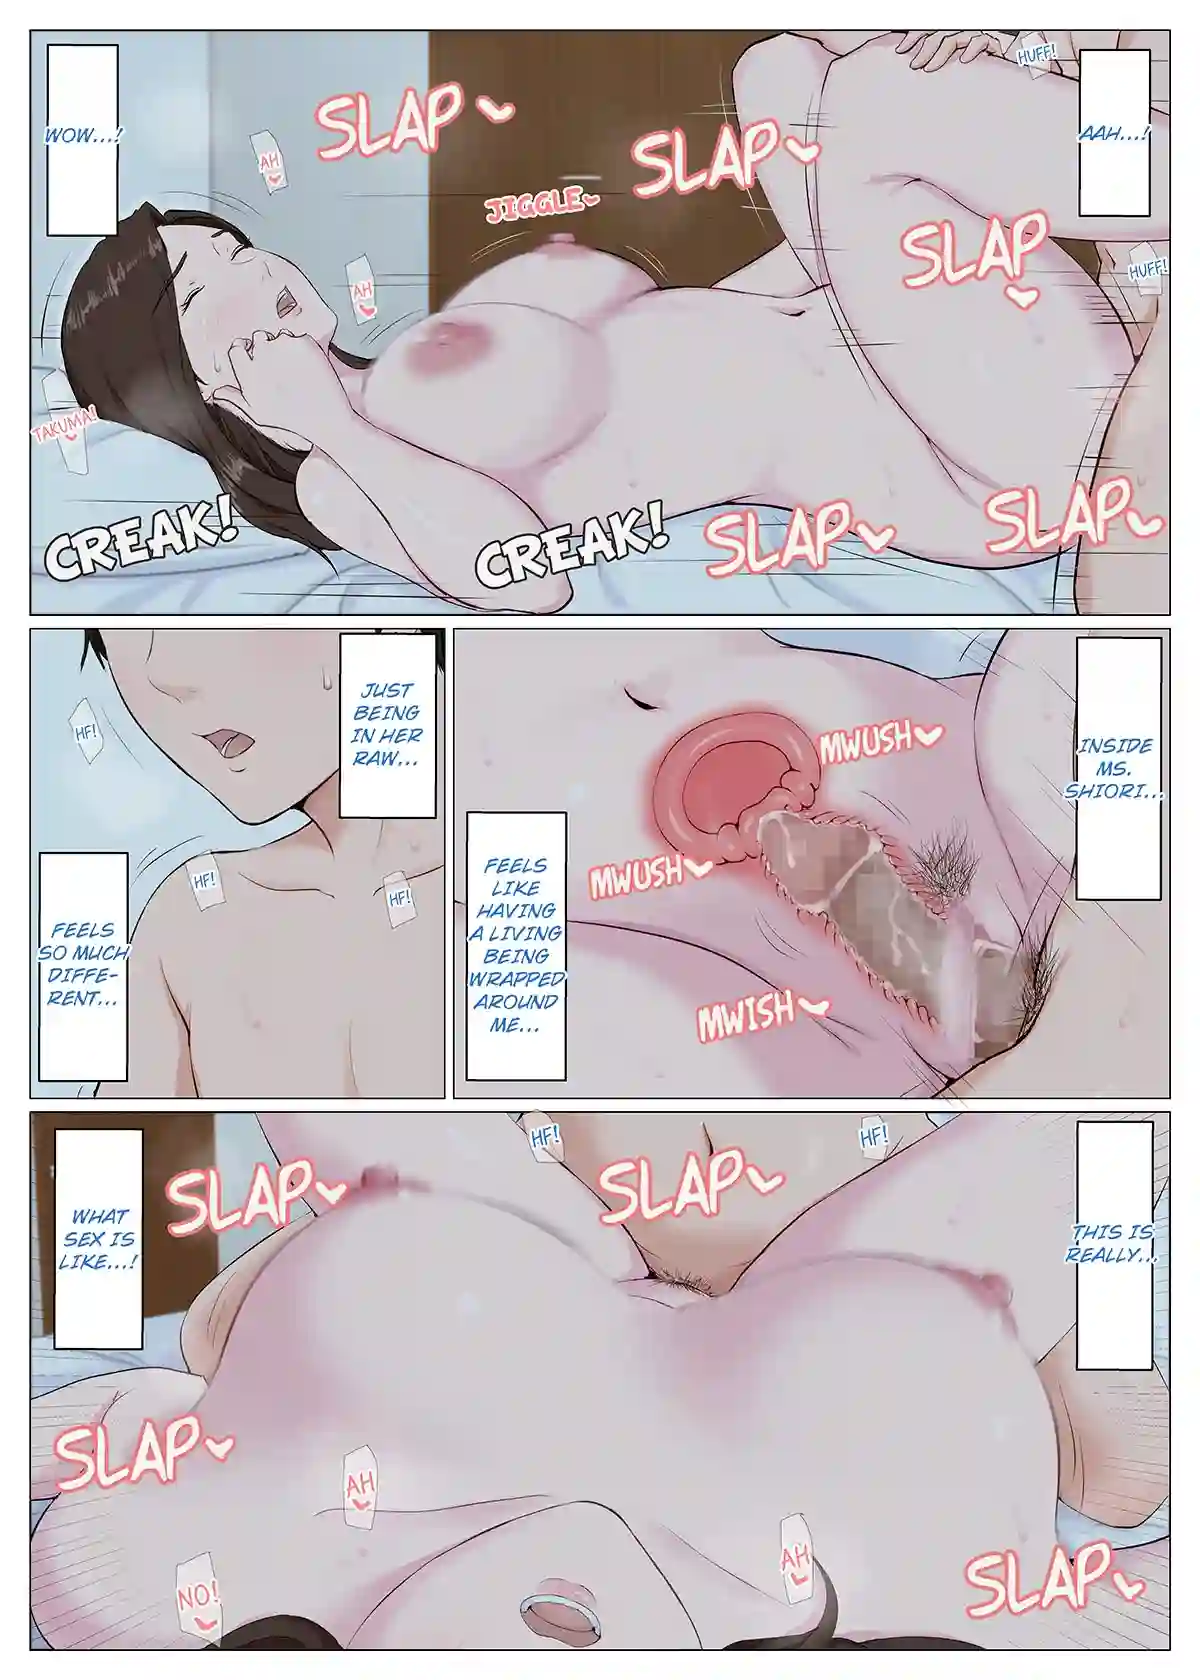 HUFF!
AAH...!
WOW...!
SLAP
SLAP
AH
JIGGLE
SLAP
HUFF!
AH
TAKUMA!
CREAK!
CREAK!
SLAP
SLAP
INSIDE
MS.
SHIORI...
MWUSH
MWUSH
FEELS
LIKE
HAVING
A LIVING
BEING
WRAPPED
AROUND
ME...
MWISH
JUST
BEING
IN HER
RAW...
HF!
HF!
HF!
FEELS
SO MUCH
DIFFE-
RENT...
HF!
HF!
THIS IS
REALLY...
SLAP
SLAP
WHAT
SEX IS
LIKE...!
SLAP
AH
AH
NO!
SLAP